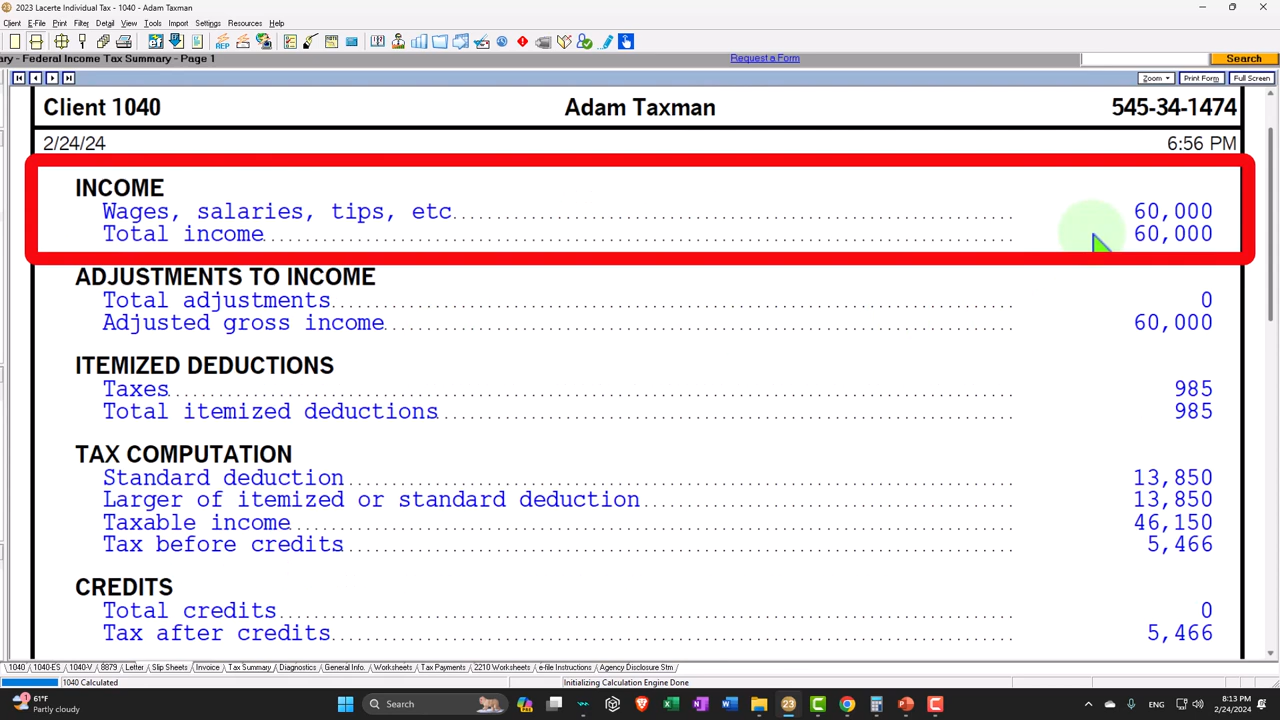 2023 Lacerte Individual Tax - 1040 - Adam Taxman
Client E-File Print Filter Detail View Tools Import Settings Resources Help
REP
ary - Federal Income Tax Summary - Page 1 Request a Form Search
Zoom Print Form Full Screen
Client 1040 Adam Taxman 545-34-1474
2/24/24 6:56 PM
INCOME
Wages, salaries, tips, etc 60,000
Total income 60,000
ADJUSTMENTS TO INCOME
Total adjustments 0
Adjusted gross income 60,000
ITEMIZED DEDUCTIONS
Taxes 985
Total itemized deductions 985
TAX COMPUTATION
Standard deduction 13,850
Larger of itemized or standard deduction 13,850
Taxable income 46,150
Tax before credits 5,466
CREDITS
Total credits 0
Tax after credits 5,466
1040 1040-ES 1040-V 8879 Letter Slip Sheets Invoice Tax Summary Diagnostics General Info. Worksheets Tax Payments 2210 Worksheets e-file Instructions Agency Disclosure Stm
1040 Calculated Initializing Calculation Engine Done
61°F
Partly cloudy
Search
23
ENG
8:13 PM
2/24/2024